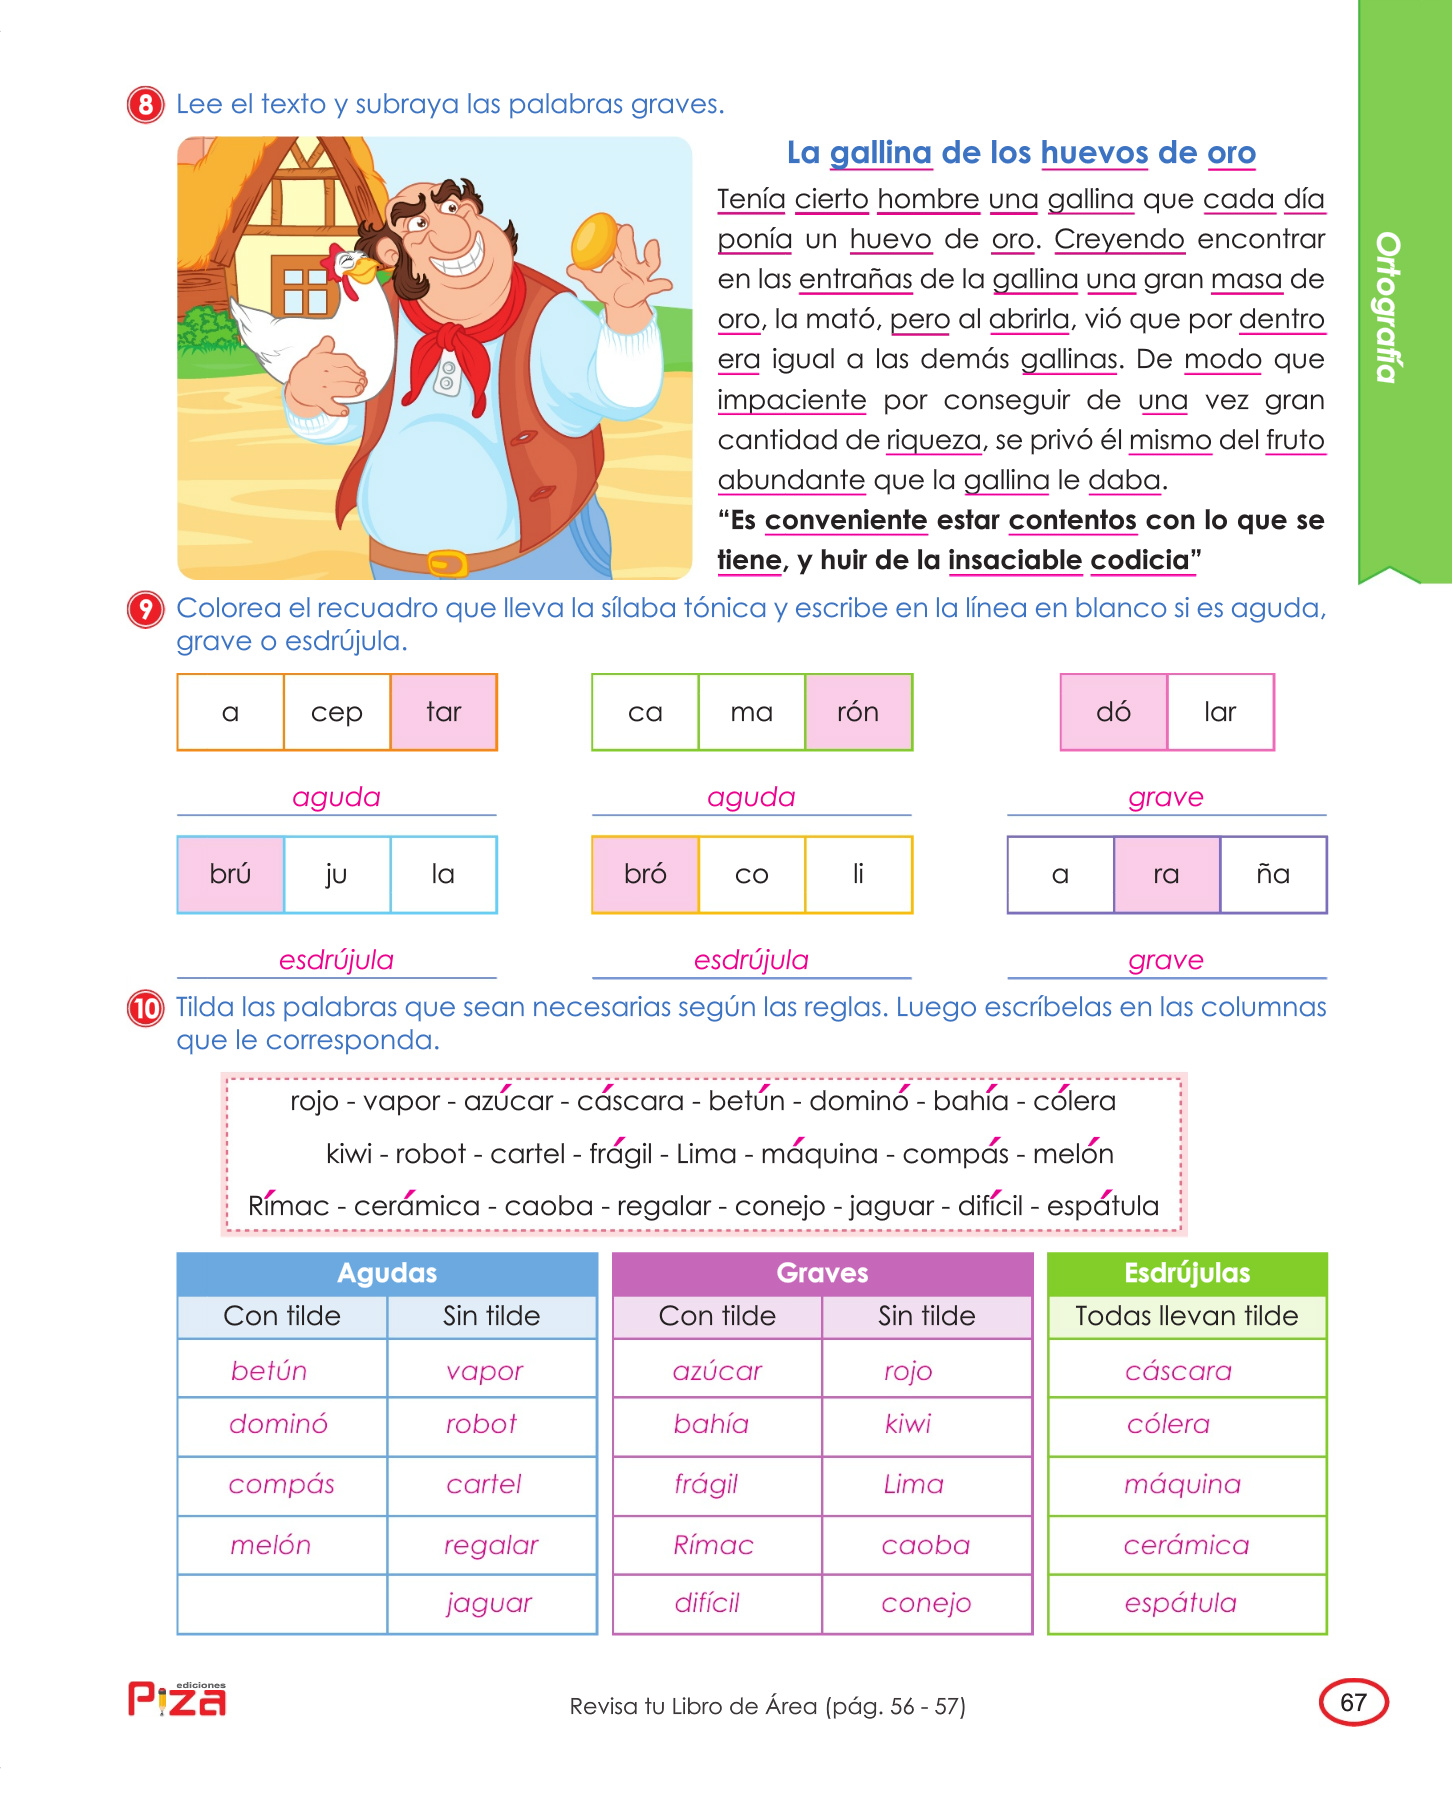 8 Lee el texto y subraya las palabras graves.
La gallina de los huevos de oro
Tenía cierto hombre una gallina que cada día
ponía un huevo de oro. Creyendo encontrar
en las entrañas de la gallina una gran masa de
oro, la mató, pero al abrirla, vió que por dentro
era igual a las demás gallinas. De modo que
impaciente por conseguir de una vez gran
cantidad de riqueza, se privó él mismo del fruto
abundante que la gallina le daba.
“Es conveniente estar contentos con lo que se
tiene, y huir de la insaciable codicia”
Ortografía
9 Colorea el recuadro que lleva la sílaba tónica y escribe en la línea en blanco si es aguda,
grave o esdrújula.
a cep tar
ca ma rón
dó lar
aguda
aguda
grave
brú ju la
bró co li
a ra ña
esdrújula
esdrújula
grave
10 Tilda las palabras que sean necesarias según las reglas. Luego escríbelas en las columnas
que le corresponda.
rojo - vapor - azúcar - cáscara - betún - dominó - bahía - cólera
kiwi - robot - cartel - frágil - Lima - máquina - compás - melón
Rímac - cerámica - caoba - regalar - conejo - jaguar - difícil - espátula
Agudas Graves Esdrújulas
Con tilde Sin tilde Con tilde Sin tilde Todas llevan tilde
betún vapor azúcar rojo cáscara
dominó robot bahía kiwi cólera
compás cartel frágil Lima máquina
melón regalar Rímac caoba cerámica
jaguar difícil conejo espátula
ediciones
Piza
Revisa tu Libro de Área (pág. 56 - 57)
67